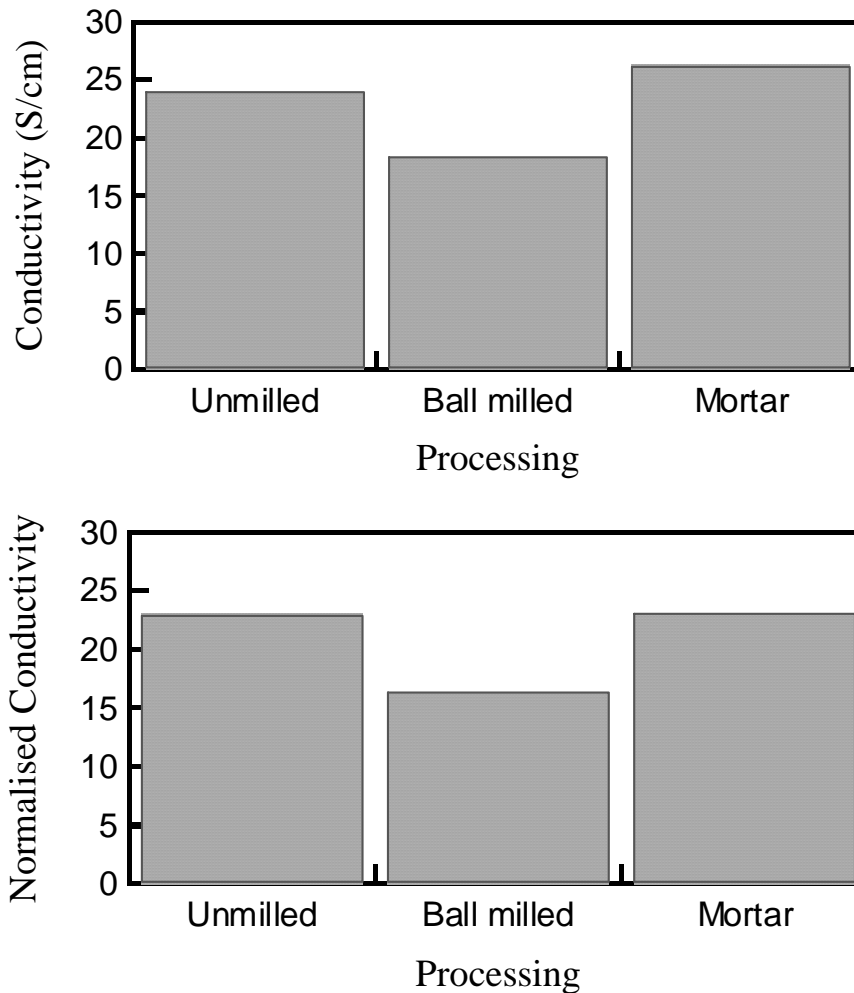 Conductivity (S/cm)
30
25
20
15
10
5
0
Unmilled Ball milled Mortar
Processing
Normalised Conductivity
30
25
20
15
10
5
0
Unmilled Ball milled Mortar
Processing